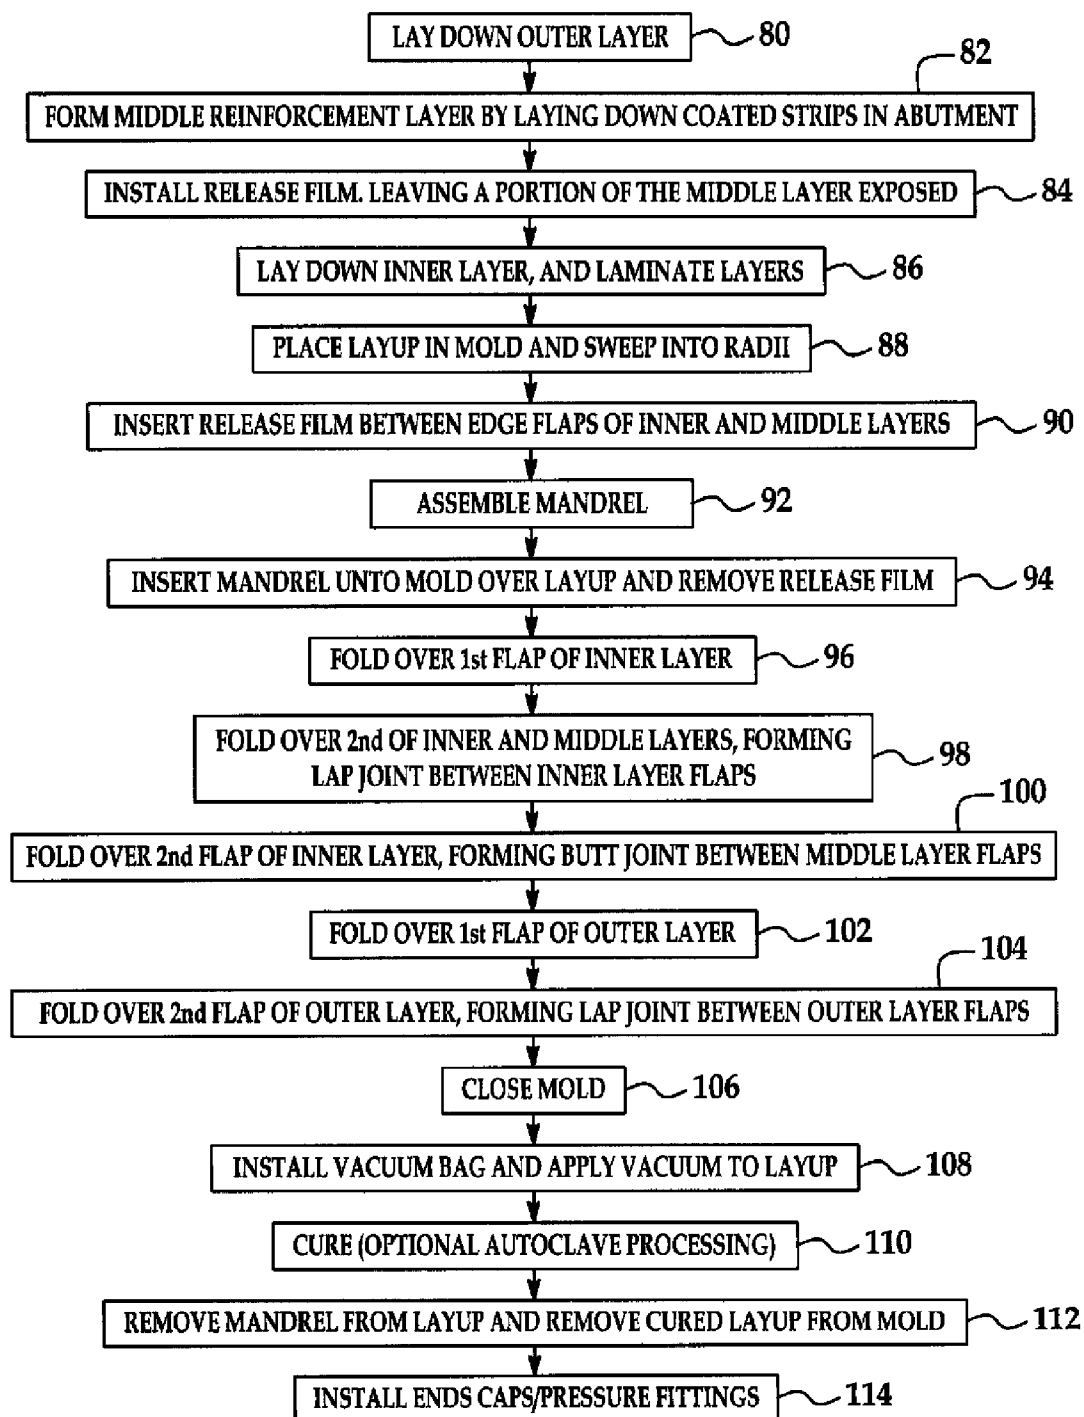 LAY DOWN OUTER LAYER 80
82
FORM MIDDLE REINFORCEMENT LAYER BY LAYING DOWN COATED STRIPS IN ABUTMENT
INSTALL RELEASE FILM. LEAVING A PORTION OF THE MIDDLE LAYER EXPOSED 84
LAY DOWN INNER LAYER, AND LAMINATE LAYERS 86
PLACE LAYUP IN MOLD AND SWEEP INTO RADII 88
INSERT RELEASE FILM BETWEEN EDGE FLAPS OF INNER AND MIDDLE LAYERS 90
ASSEMBLE MANDREL 92
INSERT MANDREL UNTO MOLD OVER LAYUP AND REMOVE RELEASE FILM 94
FOLD OVER 1st FLAP OF INNER LAYER 96
FOLD OVER 2nd OF INNER AND MIDDLE LAYERS, FORMING
LAP JOINT BETWEEN INNER LAYER FLAPS 98
100
FOLD OVER 2nd FLAP OF INNER LAYER, FORMING BUTT JOINT BETWEEN MIDDLE LAYER FLAPS
FOLD OVER 1st FLAP OF OUTER LAYER 102
104
FOLD OVER 2nd FLAP OF OUTER LAYER, FORMING LAP JOINT BETWEEN OUTER LAYER FLAPS
CLOSE MOLD 106
INSTALL VACUUM BAG AND APPLY VACUUM TO LAYUP 108
CURE (OPTIONAL AUTOCLAVE PROCESSING) 110
REMOVE MANDREL FROM LAYUP AND REMOVE CURED LAYUP FROM MOLD 112
INSTALL ENDS CAPS/PRESSURE FITTINGS 114